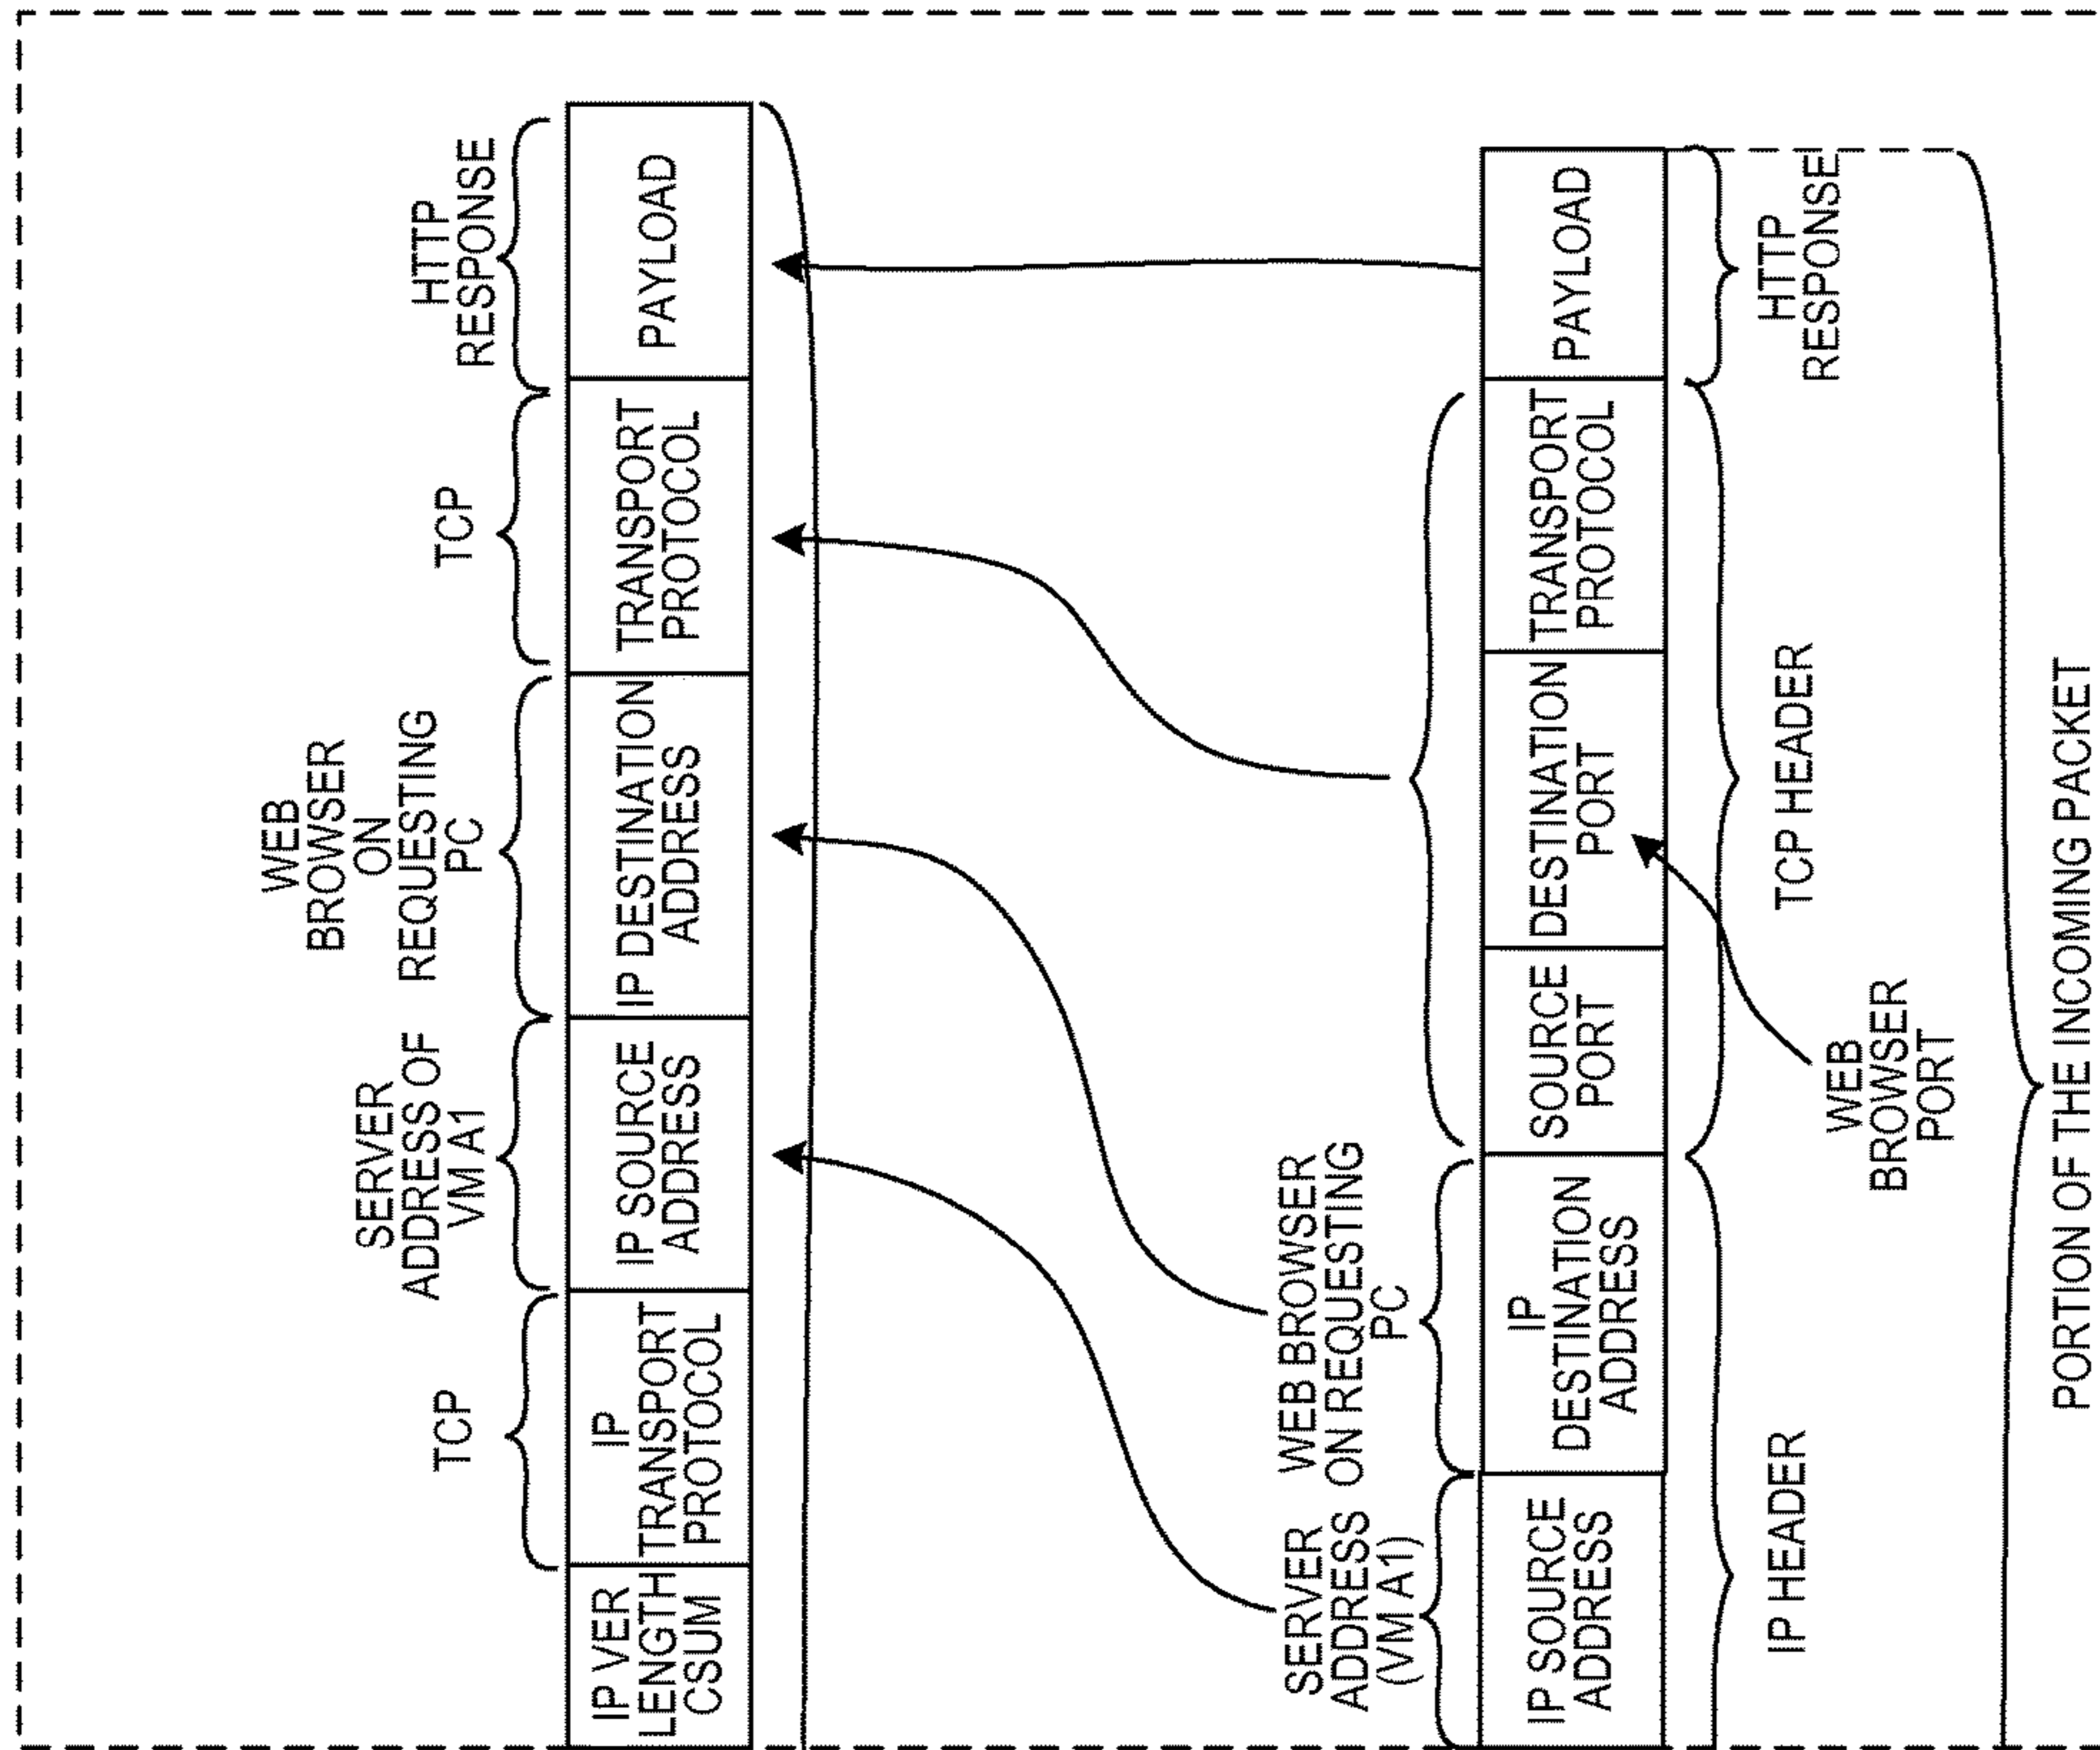 TCP
SERVER
ADDRESS OF
VM A1
WEB
BROWSER
ON
REQUESTING
PC
TCP
HTTP
RESPONSE
IP VER
LENGTH
CSUM
IP
TRANSPORT
PROTOCOL
IP SOURCE
ADDRESS
IP DESTINATION
ADDRESS
TRANSPORT
PROTOCOL
PAYLOAD
SERVER
ADDRESS
(VM A1)
WEB BROWSER
ON REQUESTING
PC
IP SOURCE
ADDRESS
IP
DESTINATION
ADDRESS
SOURCE
PORT
DESTINATION
PORT
TRANSPORT
PROTOCOL
PAYLOAD
IP HEADER
TCP HEADER
HTTP
RESPONSE
WEB
BROWSER
PORT
PORTION OF THE INCOMING PACKET